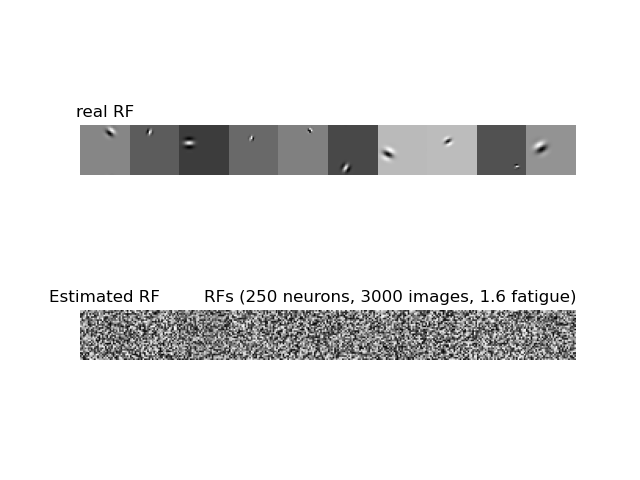 real RF
Estimated RF
RFs (250 neurons, 3000 images, 1.6 fatigue)